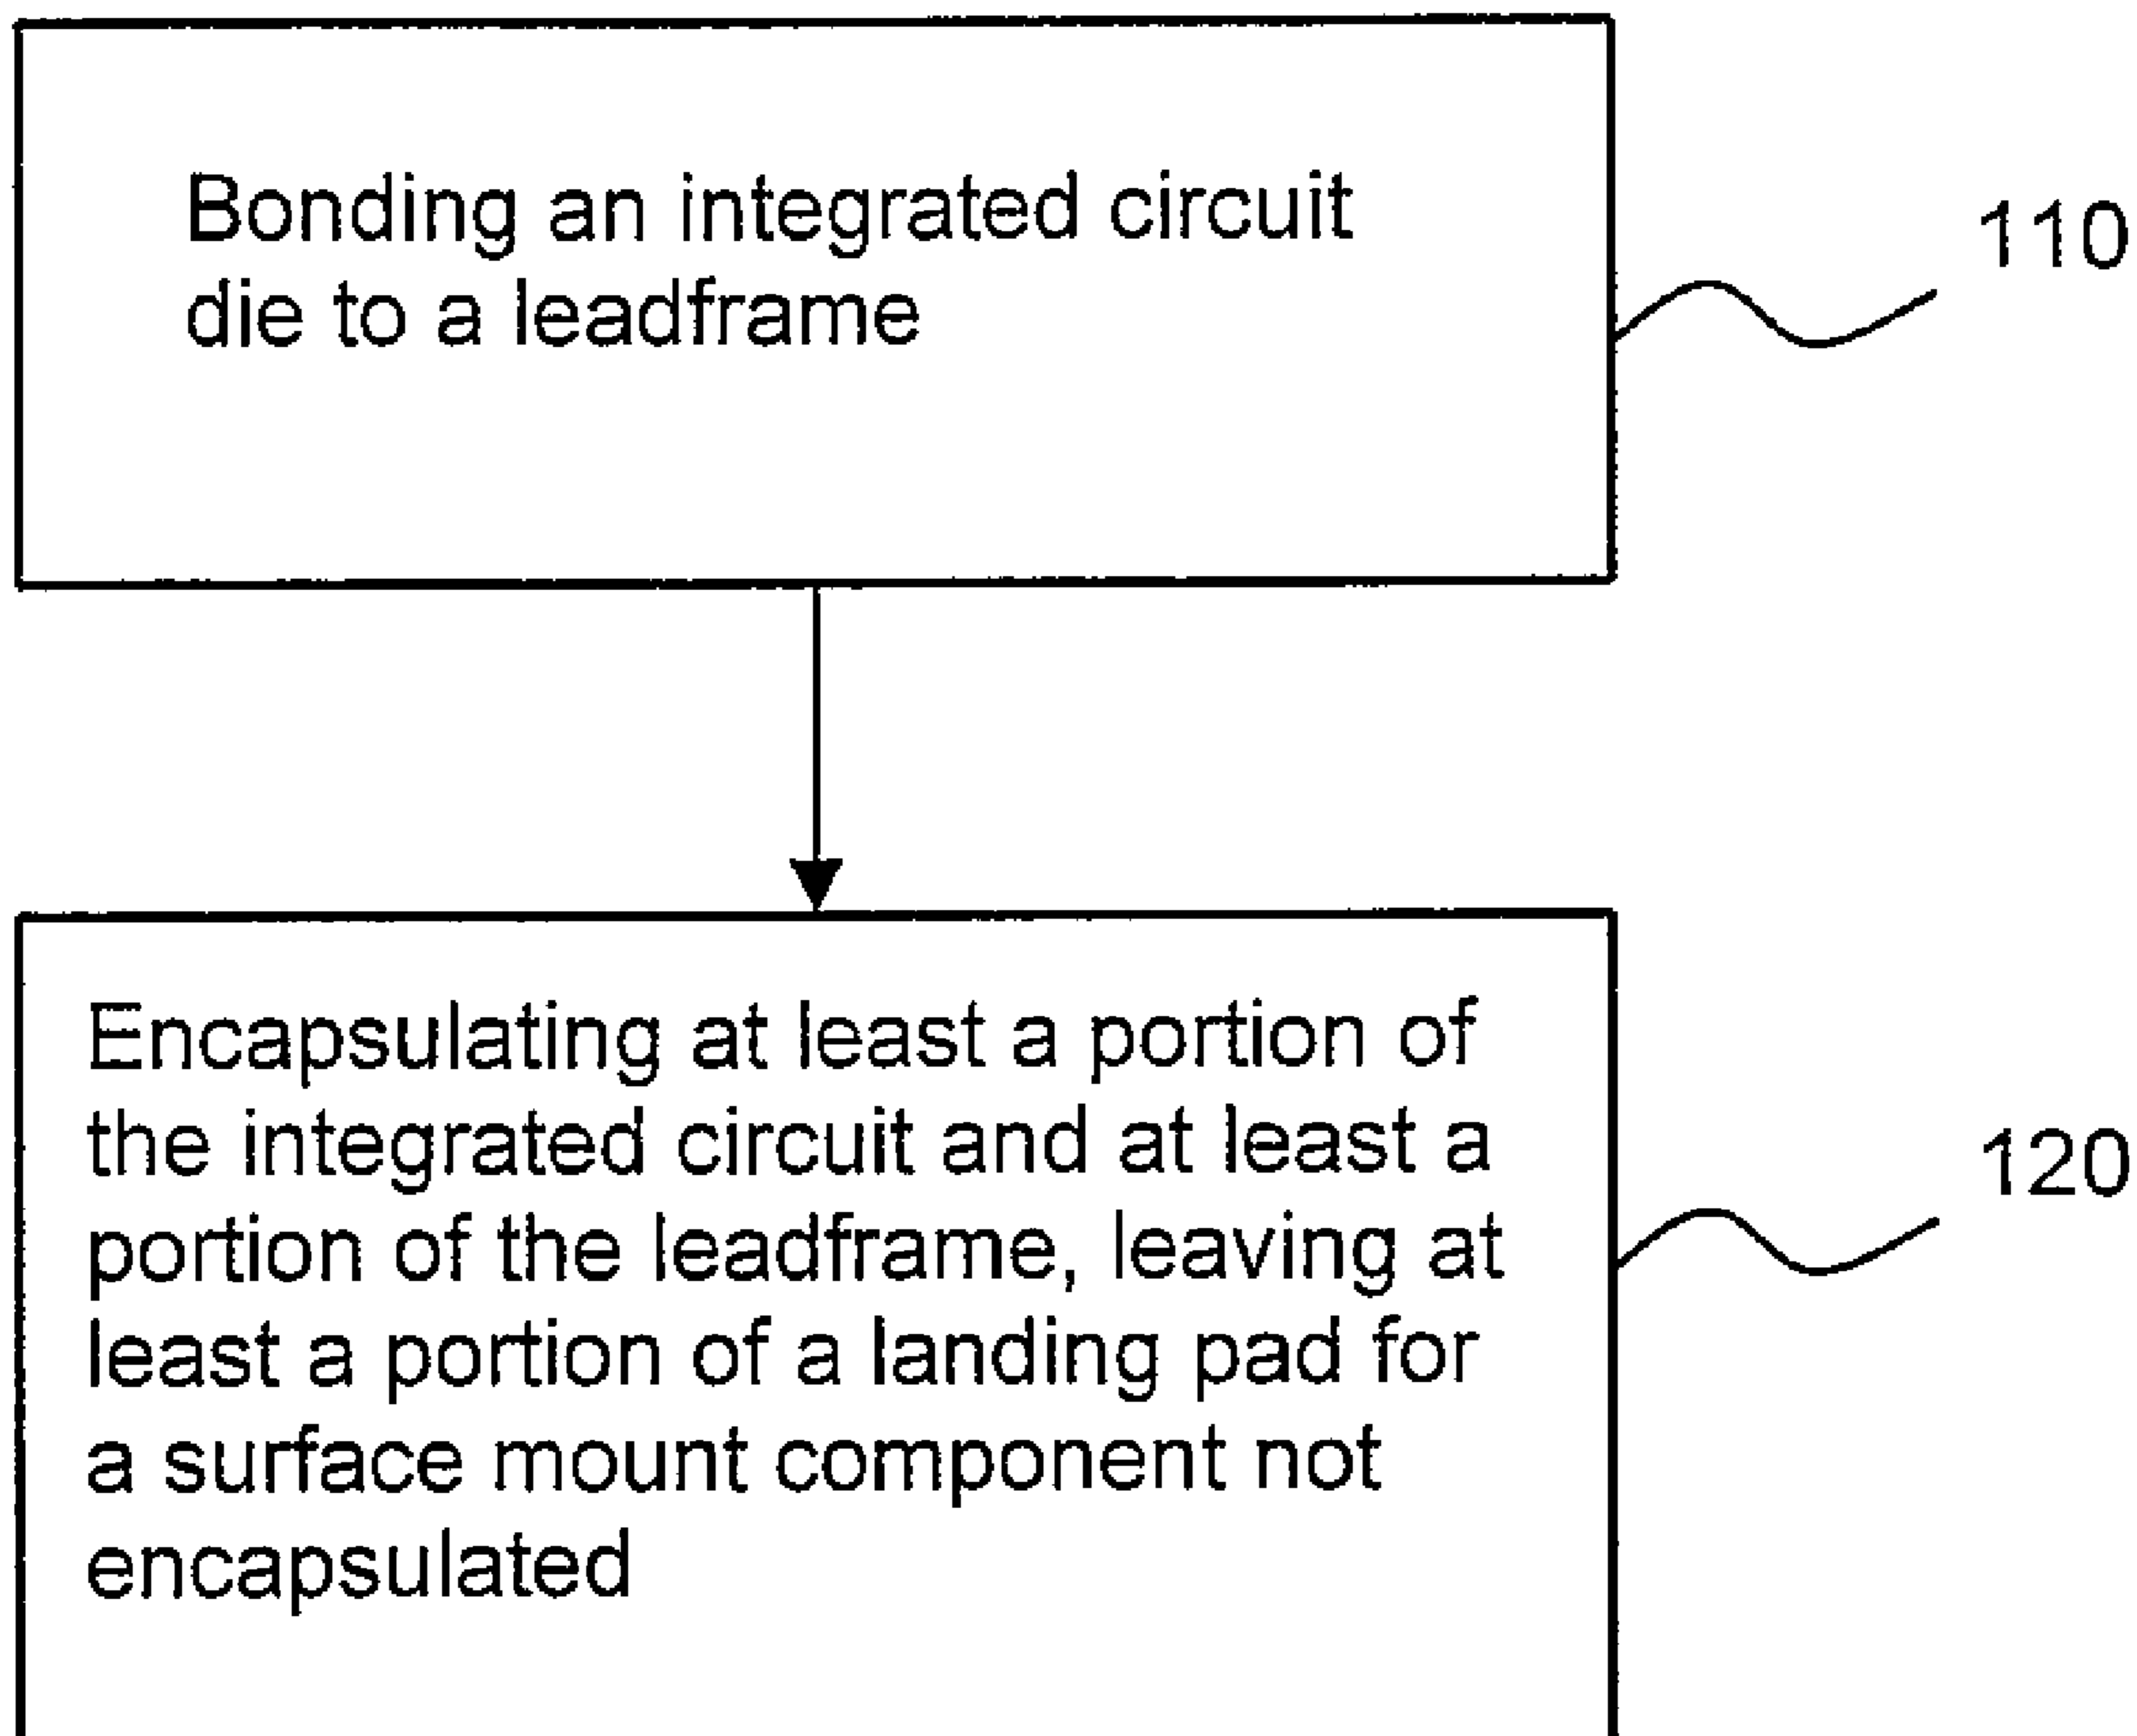 Bonding an integrated circuit
die to a leadframe
110
Encapsulating at least a portion of
the integrated circuit and at least a
portion of the leadframe, leaving at
least a portion of a landing pad for
a surface mount component not
encapsulated
120